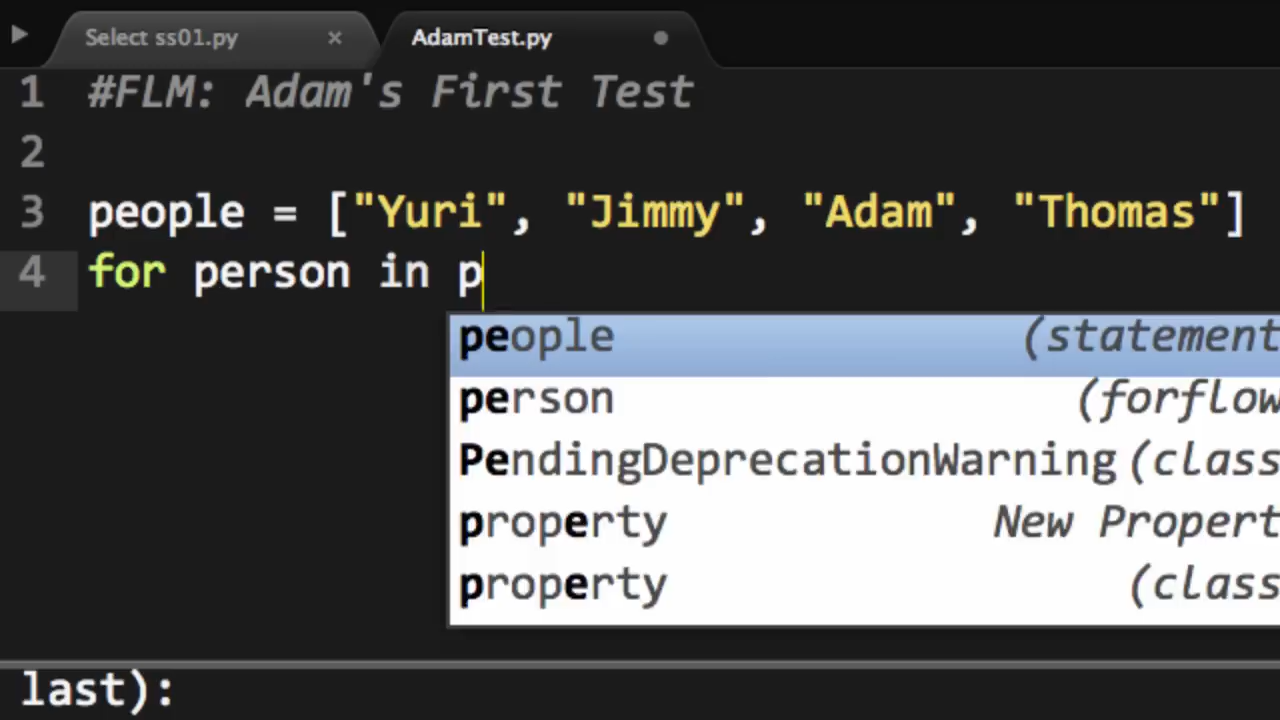 Select ss01.py × AdamTest.py
1 #FLM: Adam's First Test
2
3 people = ["Yuri", "Jimmy", "Adam", "Thomas"]
4 for person in p
people (statement
person (forflow
PendingDeprecationWarning (class
property New Propert
property (class
last):